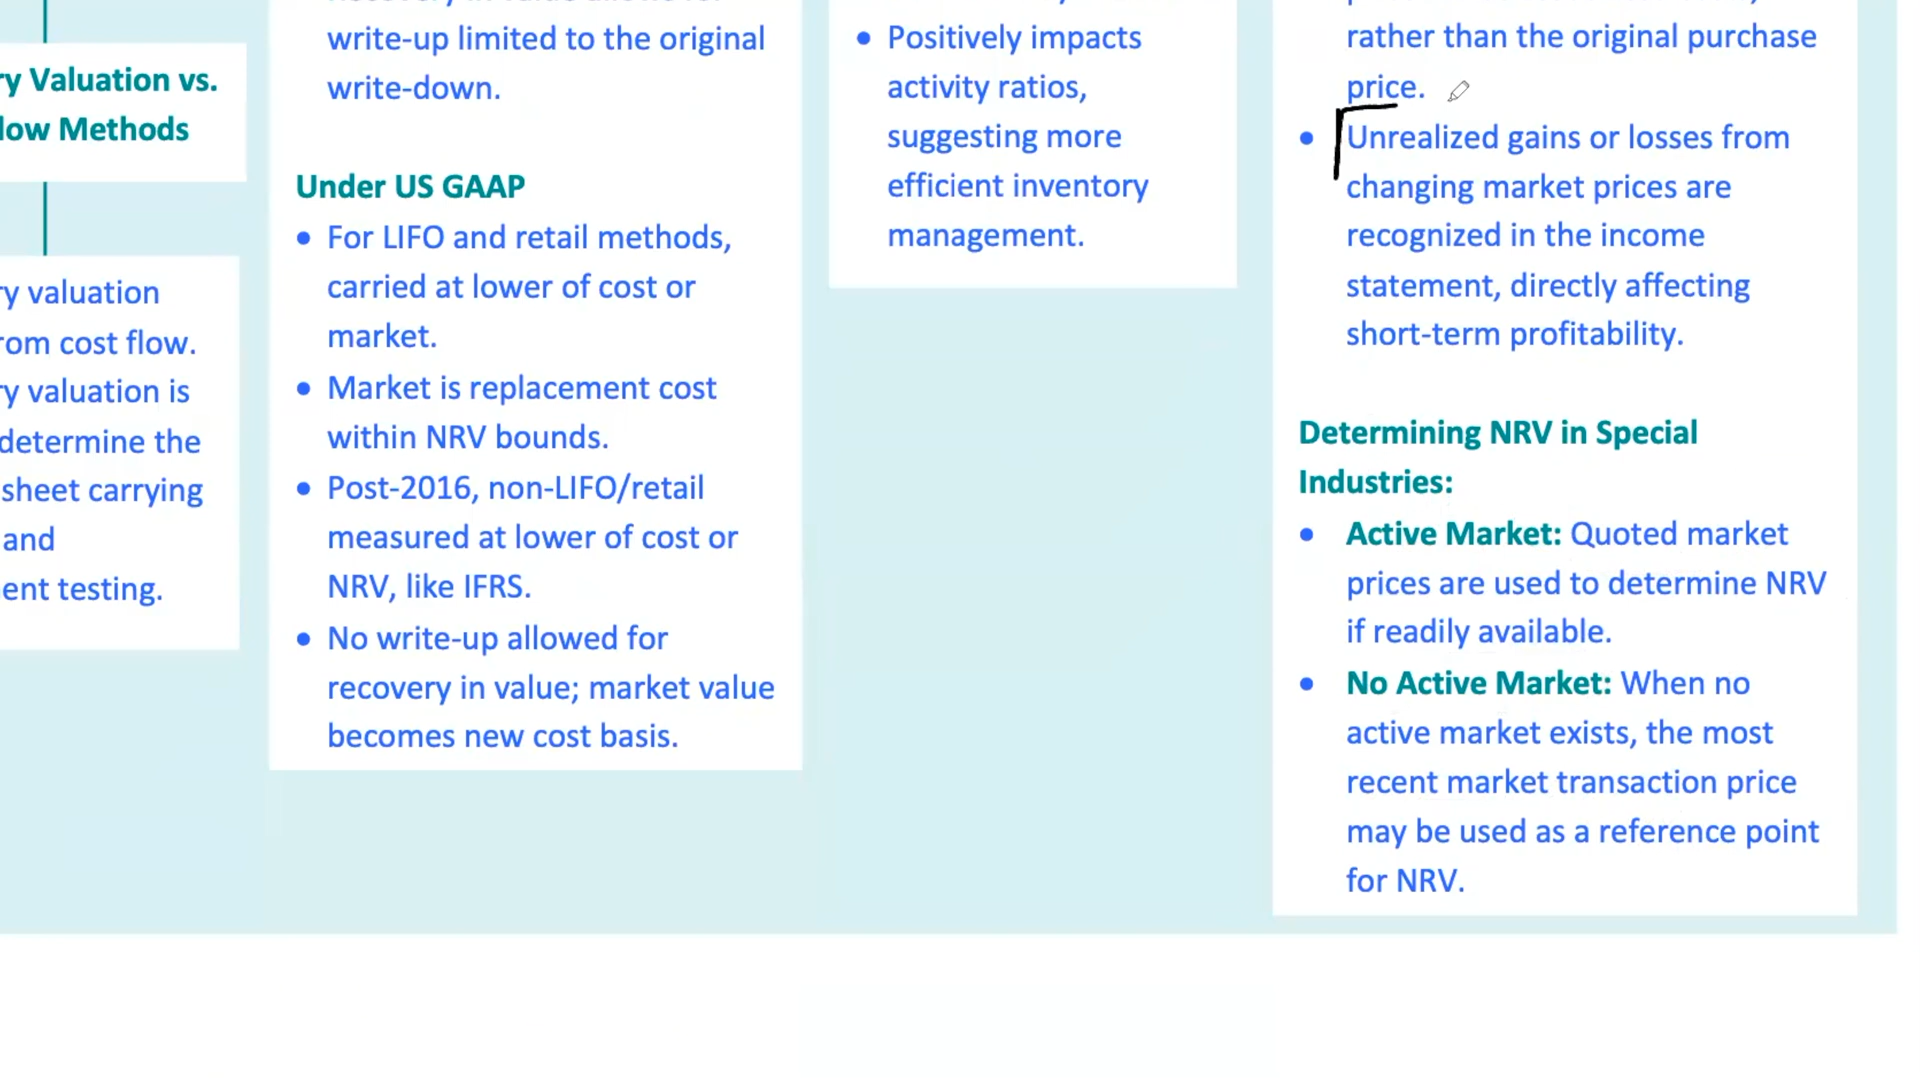 ry Valuation vs.
low Methods
ry valuation
rom cost flow.
ry valuation is
determine the
sheet carrying
and
ent testing.
write-up limited to the original
write-down.
Under US GAAP
• For LIFO and retail methods,
carried at lower of cost or
market.
• Market is replacement cost
within NRV bounds.
• Post-2016, non-LIFO/retail
measured at lower of cost or
NRV, like IFRS.
• No write-up allowed for
recovery in value; market value
becomes new cost basis.
• Positively impacts
activity ratios,
suggesting more
efficient inventory
management.
rather than the original purchase
price.
• Unrealized gains or losses from
changing market prices are
recognized in the income
statement, directly affecting
short-term profitability.
Determining NRV in Special
Industries:
• Active Market: Quoted market
prices are used to determine NRV
if readily available.
• No Active Market: When no
active market exists, the most
recent market transaction price
may be used as a reference point
for NRV.